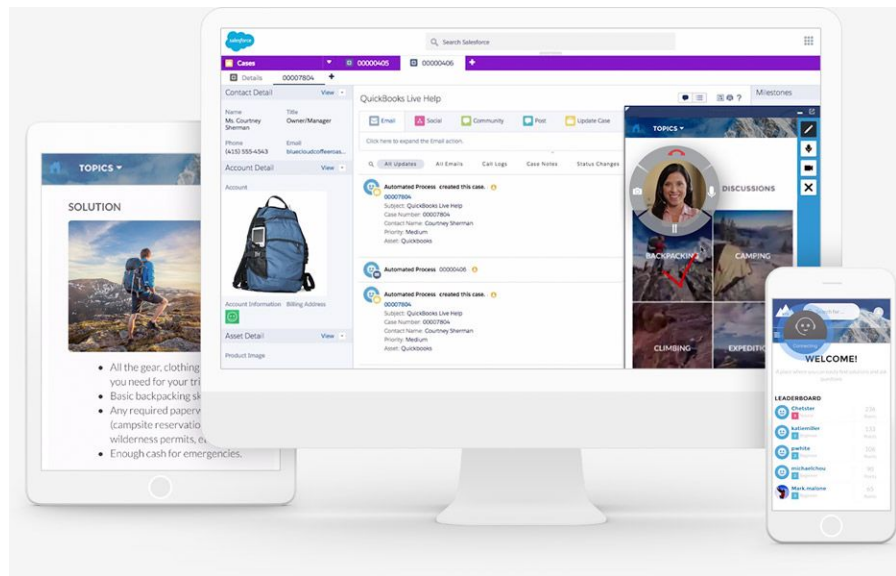 TOPICS
SOLUTION
All the gear, clothing
you need for your tri
Basic backpacking sk
Any required paperw
(campsite reservatio
wilderness permits, e
Enough cash for emergencies.
salesforce
Search Salesforce
Cases
00000405
00000406
Details
00007804
Contact Detail
View
Name
Title
Ms. Courtney
Sherman
Owner/Manager
Phone
Email
(415) 555-4543
bluecloudcoffeeroas...
Account Detail
View
Account
Account Information
Billing Address
Asset Detail
View
Product Image
QuickBooks Live Help
Email
Social
Community
Post
Update Case
Click here to expand the Email action.
All Updates
All Emails
Call Logs
Case Notes
Status Changes
Automated Process created this case.
00007804
Subject: QuickBooks Live Help
Case Number: 00007804
Contact Name: Courtney Sherman
Priority: Medium
Asset: Quickbooks
Automated Process 00000406
Automated Process created this case.
00007804
Subject: QuickBooks Live Help
Case Number: 00007804
Contact Name: Courtney Sherman
Priority: Medium
Asset: Quickbooks
Milestones
TOPICS
DISCUSSIONS
BACKPACKING
CAMPING
CLIMBING
EXPEDITIO
Connecting
WELCOME!
LEADERBOARD
Chetster
katiemiller
pwhite
michaelchou
Mark.malone